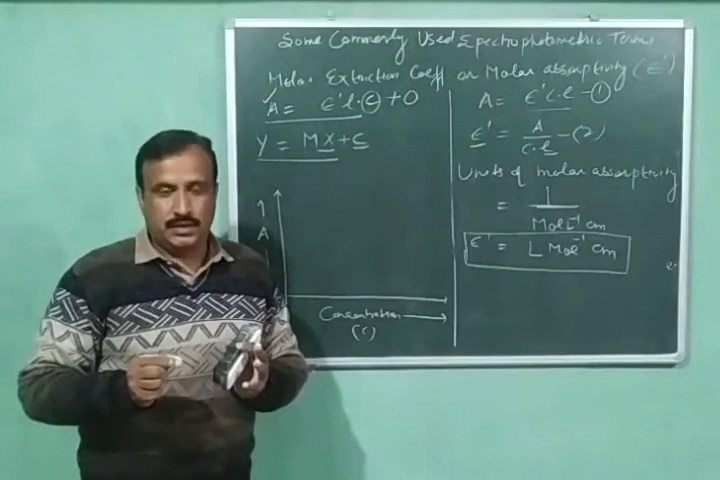 Some Commonly Used Spectrophotometric Terms
Molar Extinction Coeff or Molar absorptivity (ε')
A = ε'l.c + 0
Y = MX + C
A
Concentration →
(c)
A = ε'c.l – 1
ε' = A / c.l – (2)
Units of molar absorptivity
= 1 / Mol L⁻¹ cm
ε' = L Mol⁻¹ cm